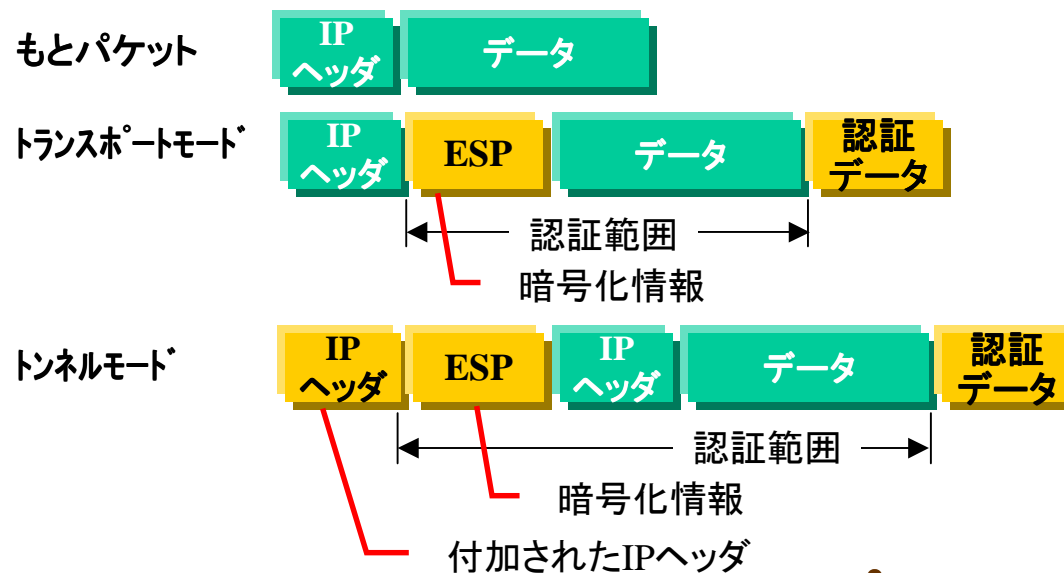 もとパケット
IP
ヘッダ
データ
トランスポートモード
IP
ヘッダ
ESP
データ
認証
データ
認証範囲
暗号化情報
トンネルモード
IP
ヘッダ
ESP
IP
ヘッダ
データ
認証
データ
認証範囲
暗号化情報
付加されたIPヘッダ